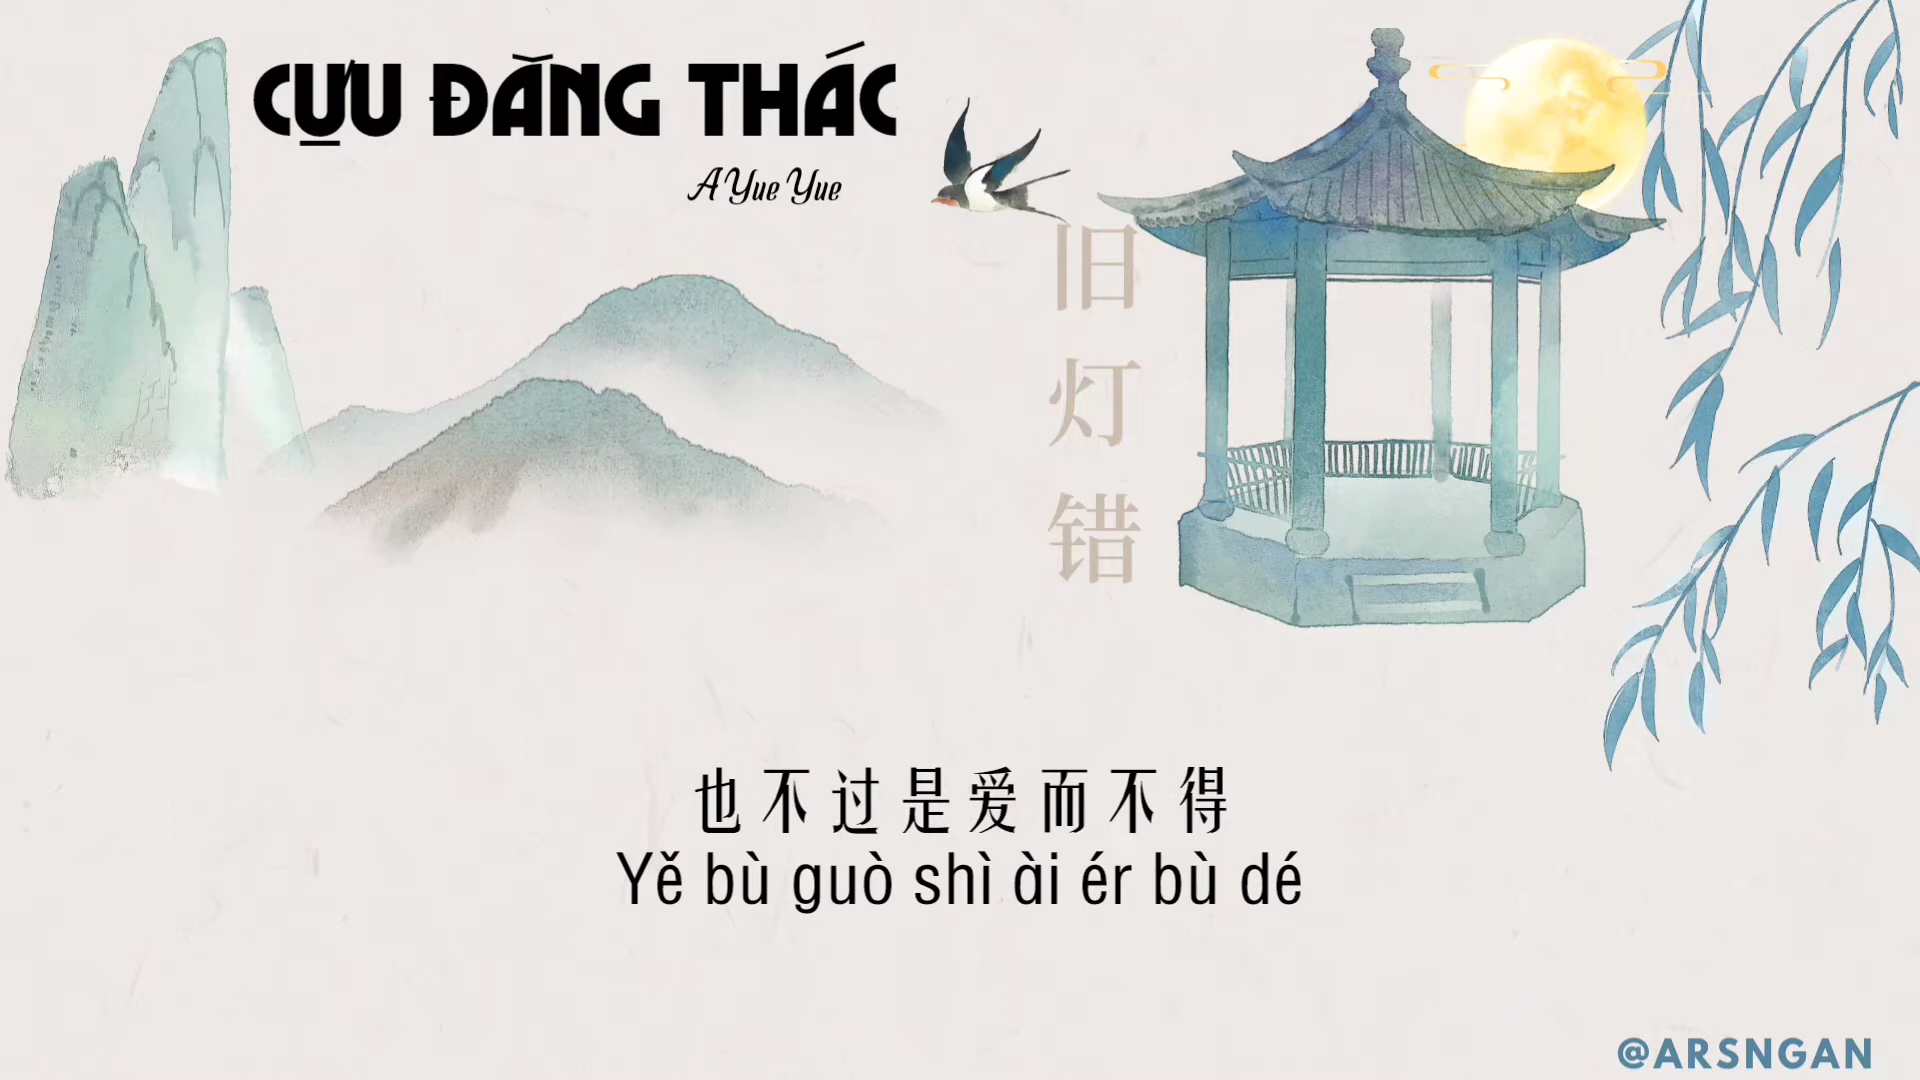 CỰU ĐĂNG THÁC
A Yue Yue
旧灯错
也不过是爱而不得
Yě bù guò shì ài ér bù dé
@ARSNGAN